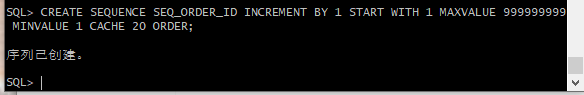 SQL> CREATE SEQUENCE SEQ_ORDER_ID INCREMENT BY 1 START WITH 1 MAXVALUE 999999999
MINVALUE 1 CACHE 20 ORDER;
序列已创建。
SQL>